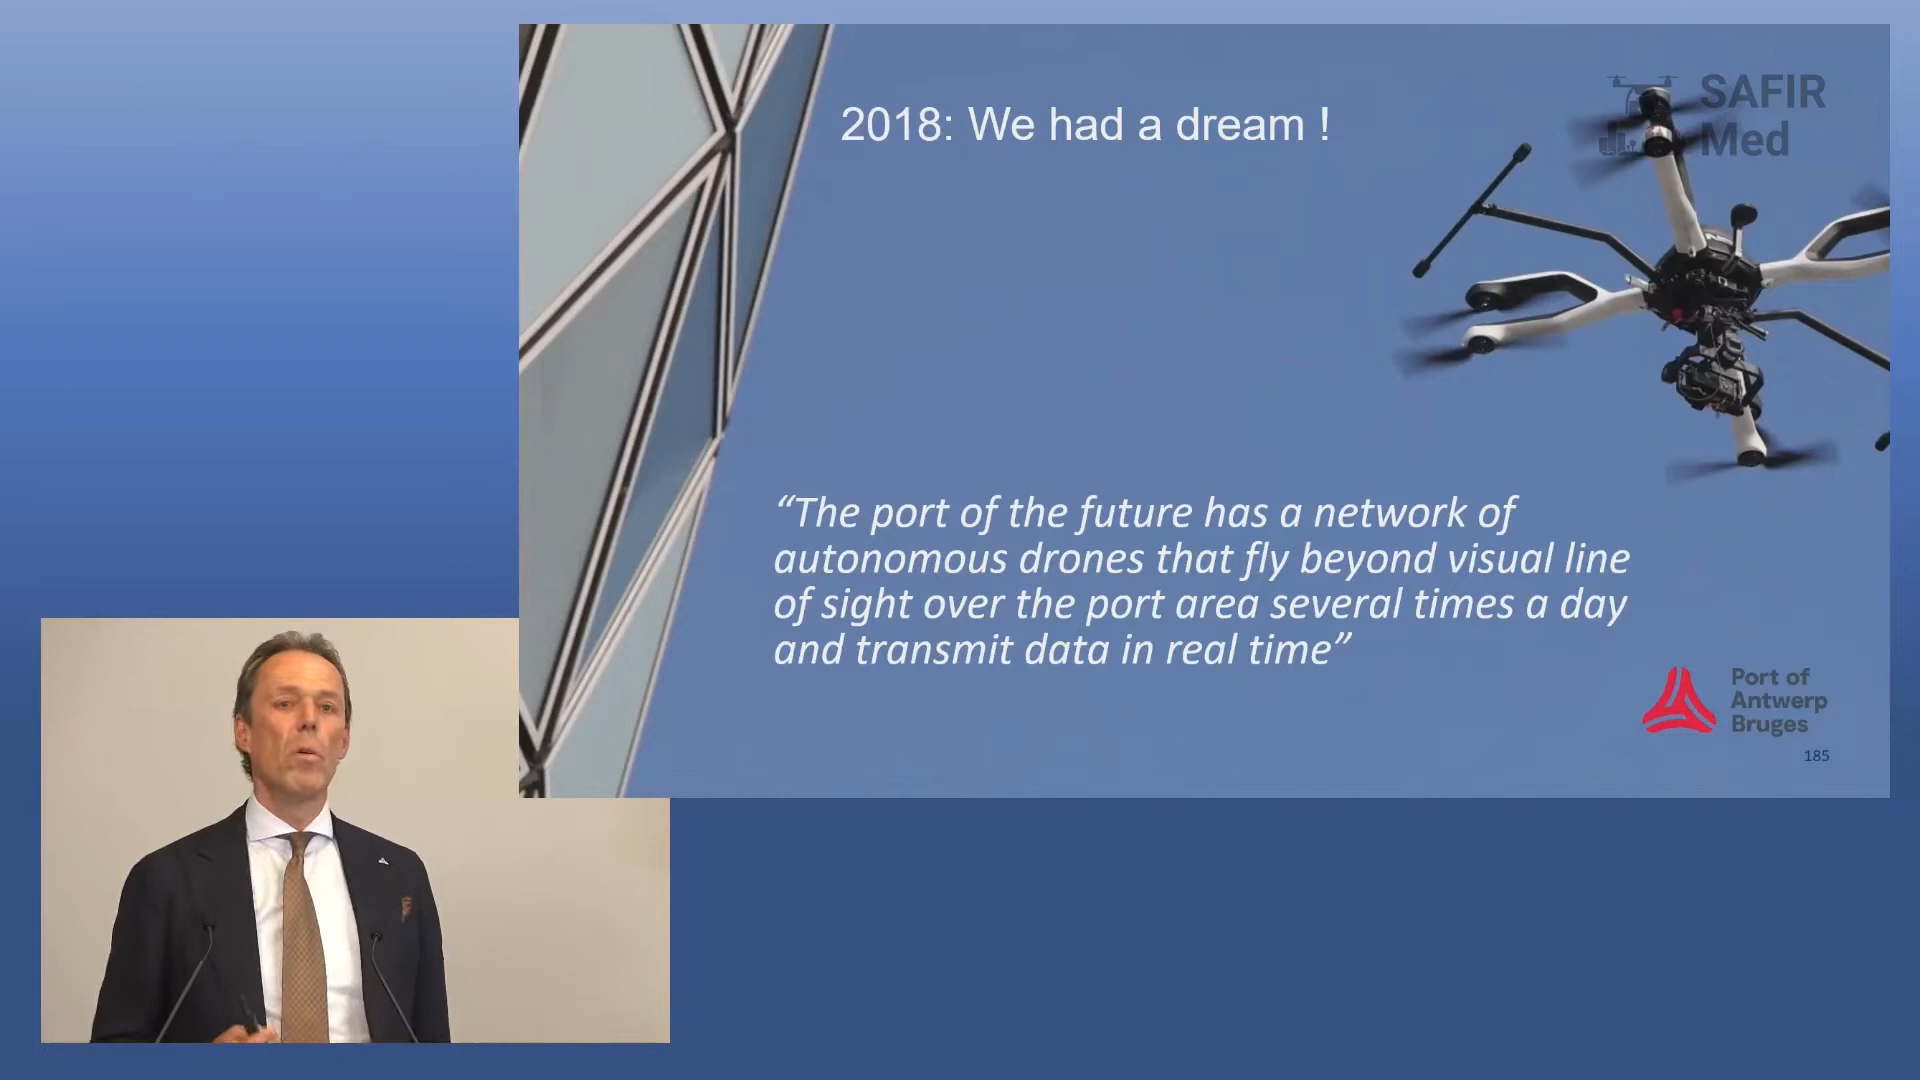 SAFIR
Med
2018: We had a dream !
“The port of the future has a network of
autonomous drones that fly beyond visual line
of sight over the port area several times a day
and transmit data in real time”
Port of
Antwerp
Bruges
185